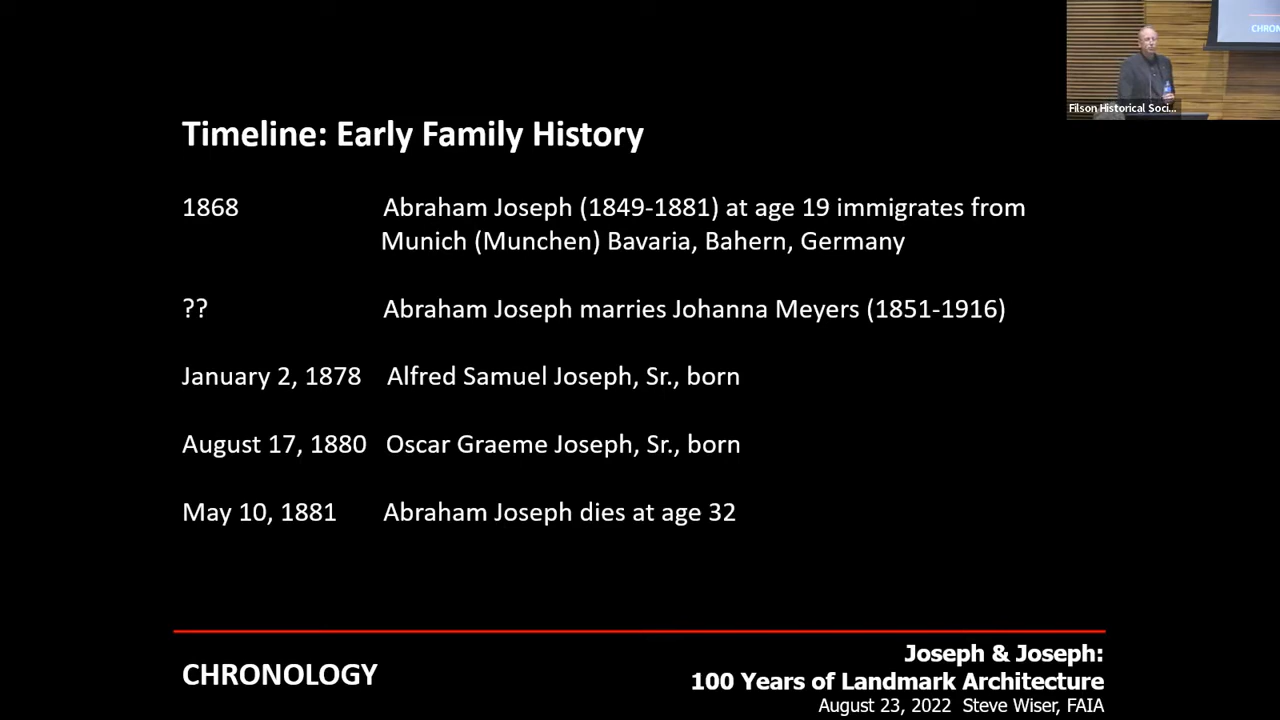 CHRON
Filson Historical Soci...
Timeline: Early Family History
1868 Abraham Joseph (1849-1881) at age 19 immigrates from
Munich (Munchen) Bavaria, Bahern, Germany
?? Abraham Joseph marries Johanna Meyers (1851-1916)
January 2, 1878 Alfred Samuel Joseph, Sr., born
August 17, 1880 Oscar Graeme Joseph, Sr., born
May 10, 1881 Abraham Joseph dies at age 32
CHRONOLOGY
Joseph & Joseph:
100 Years of Landmark Architecture
August 23, 2022 Steve Wiser, FAIA